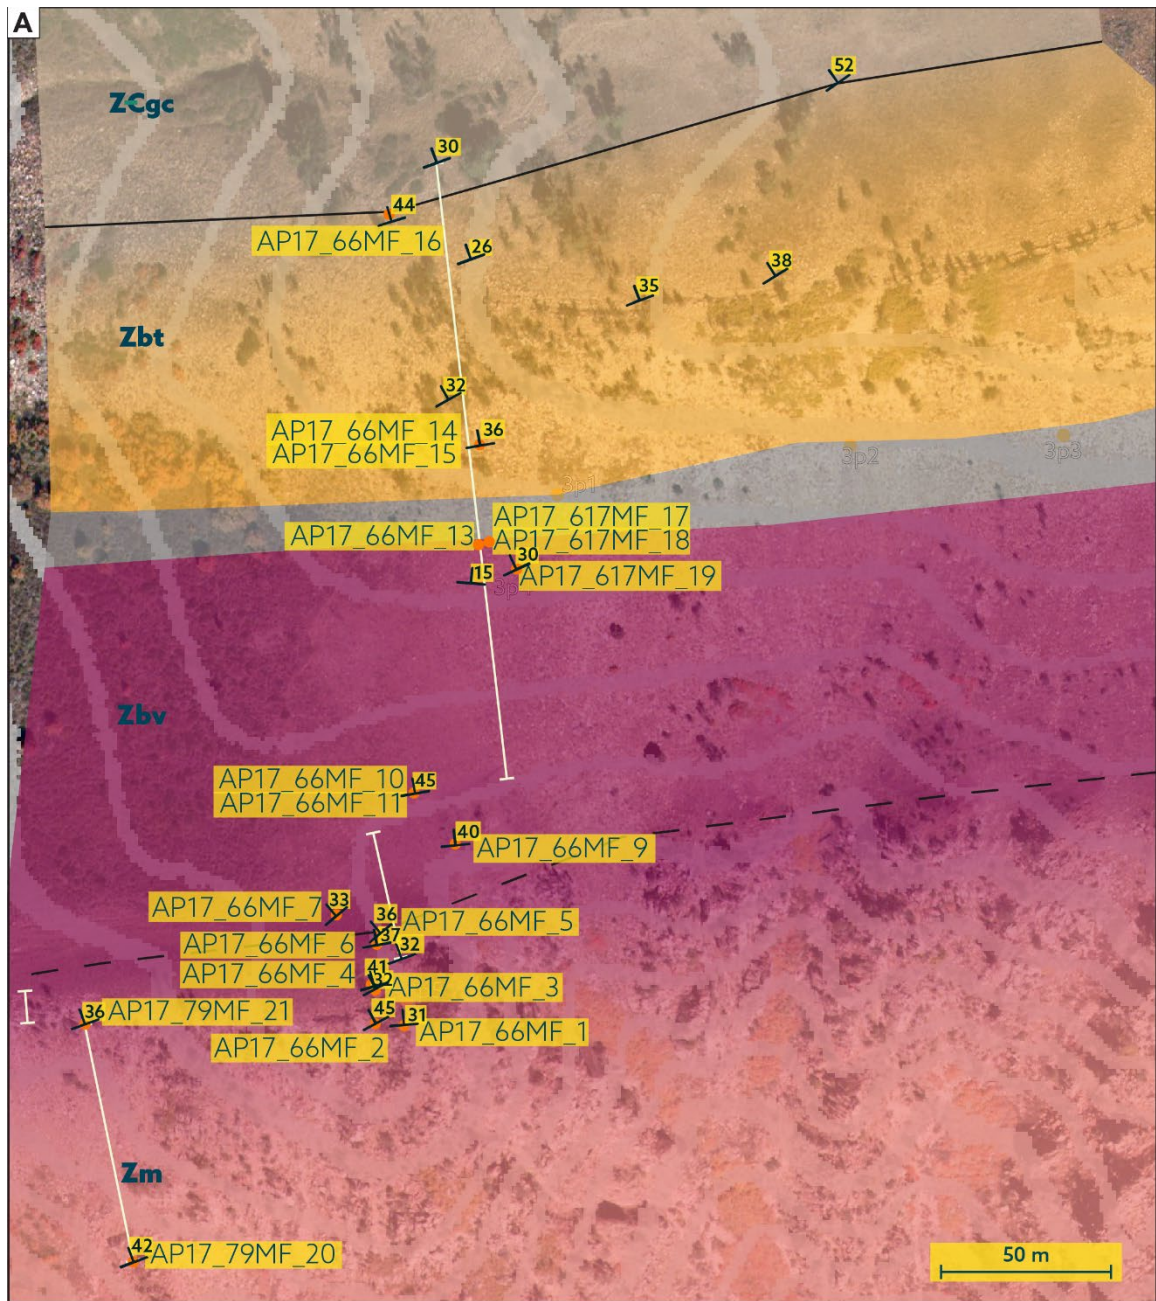 A
52
ZЄgc
30
44
AP17_66MF_16
26
38
35
Zbt
32
AP17_66MF_14
36
AP17_66MF_15
3p2
3p3
3p1
AP17_617MF_17
AP17_66MF_13
AP17_617MF_18
30
15
AP17_617MF_19
Zbv
AP17_66MF_10
45
AP17_66MF_11
40
AP17_66MF_9
33
AP17_66MF_7
36
AP17_66MF_5
37
AP17_66MF_6
32
41
AP17_66MF_4
32
AP17_66MF_3
36
AP17_79MF_21
45
31
AP17_66MF_1
AP17_66MF_2
Zm
42
AP17_79MF_20
50 m